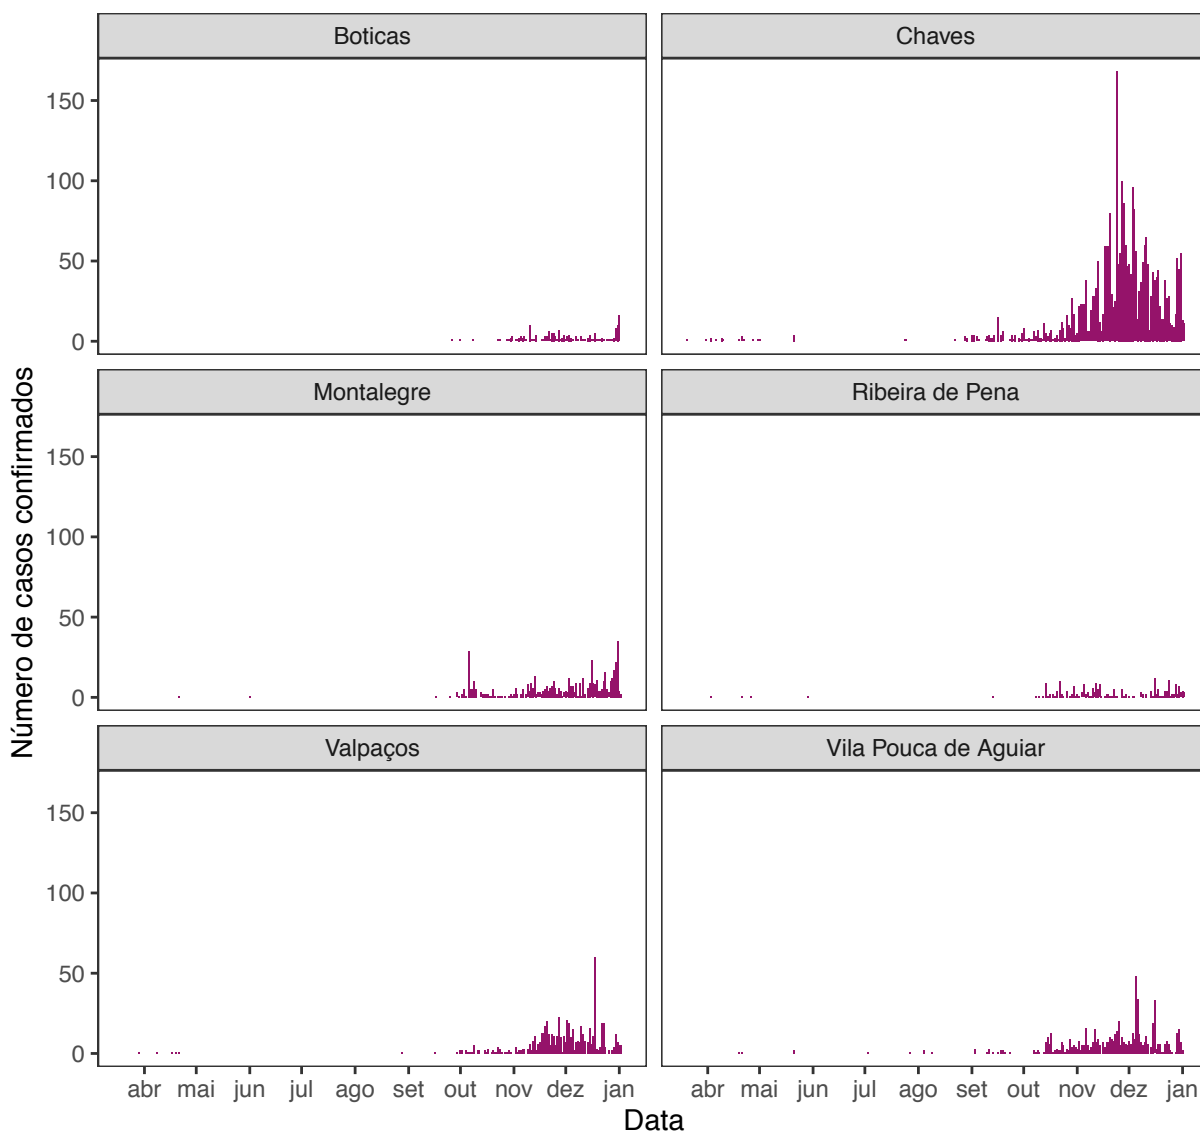 Boticas
Chaves
150
100
50
0
Montalegre
Ribeira de Pena
150
100
50
0
Número de casos confirmados
Valpaços
Vila Pouca de Aguiar
150
100
50
0
abr mai jun jul ago set out nov dez jan
abr mai jun jul ago set out nov dez jan
Data